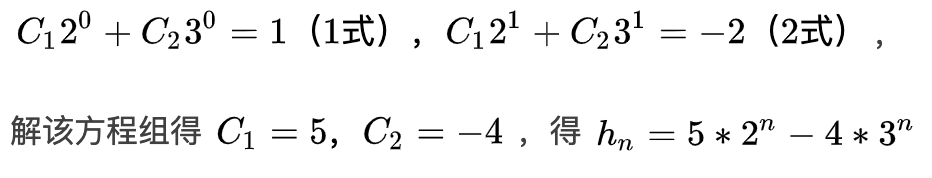 C₁2⁰ + C₂3⁰ = 1（1式），C₁2¹ + C₂3¹ = −2（2式），
解该方程组得 C₁ = 5, C₂ = −4，得 hₙ = 5 * 2ⁿ − 4 * 3ⁿ